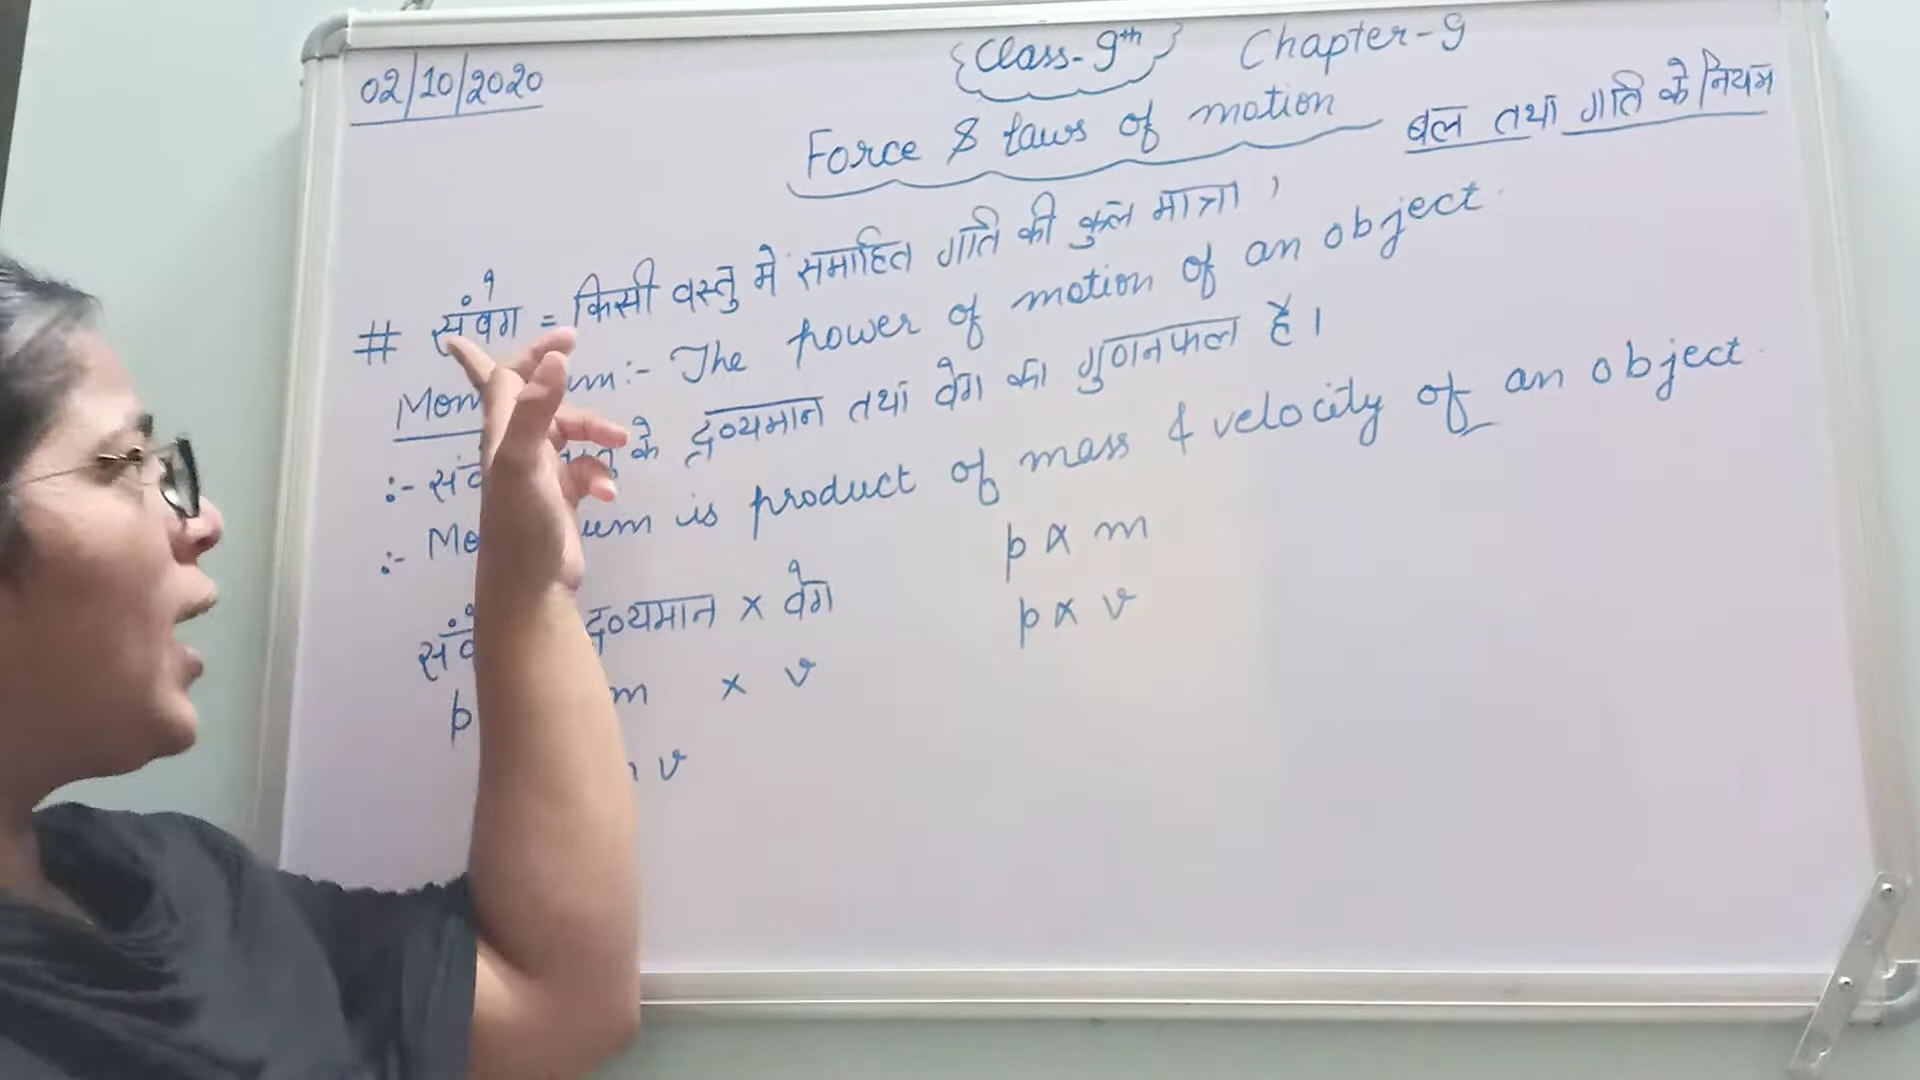 02/10/2020
Class-9th Chapter-9
Force & laws of motion बल तथा गति के नियम
# संवेग = किसी वस्तु मे समाहित गति की कुल मात्रा ,
:- The power of motion of an object.
:- के द्रव्यमान तथा वेग का गुणनफल है।
:- is product of mass & velocity of an object
p ∝ m
द्रव्यमान × वेग
p ∝ v
p m × v
v